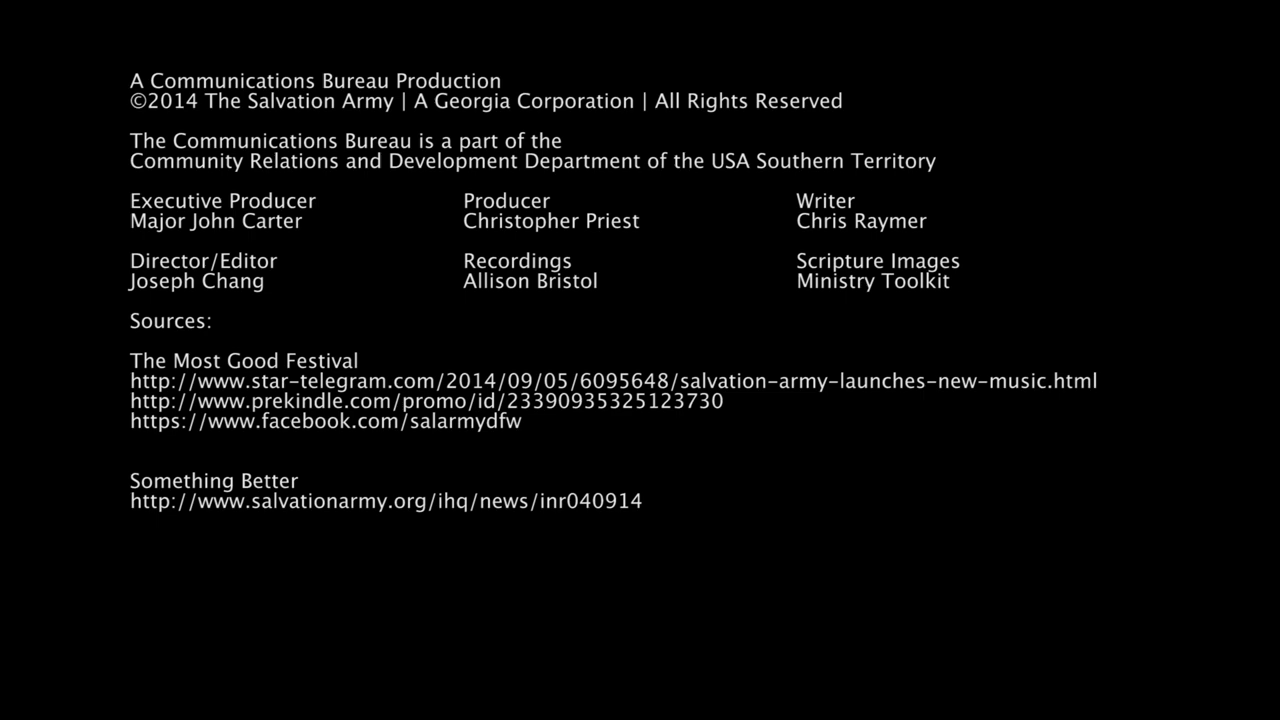 A Communications Bureau Production
©2014 The Salvation Army | A Georgia Corporation | All Rights Reserved
The Communications Bureau is a part of the
Community Relations and Development Department of the USA Southern Territory
Executive Producer Producer Writer
Major John Carter Christopher Priest Chris Raymer
Director/Editor Recordings Scripture Images
Joseph Chang Allison Bristol Ministry Toolkit
Sources:
The Most Good Festival
http://www.star-telegram.com/2014/09/05/6095648/salvation-army-launches-new-music.html
http://www.prekindle.com/promo/id/23390935325123730
https://www.facebook.com/salarmydfw
Something Better
http://www.salvationarmy.org/ihq/news/inr040914